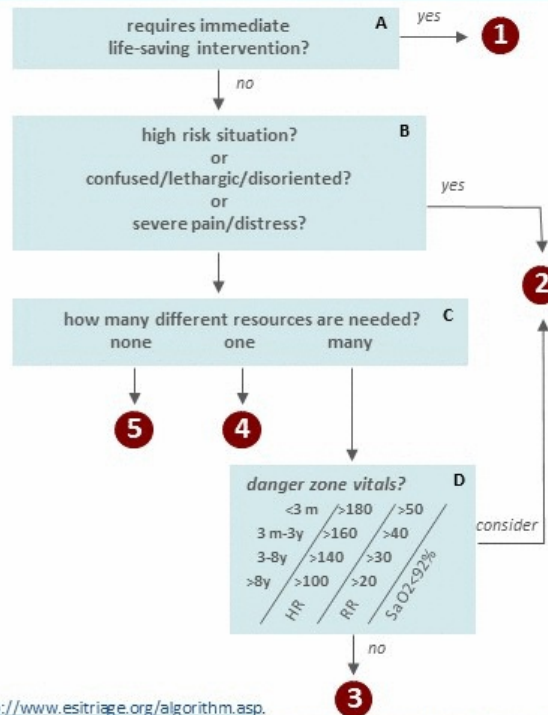 requires immediate A
life-saving intervention?
yes
1
no
high risk situation? B
or
confused/lethargic/disoriented?
or
severe pain/distress?
yes
2
how many different resources are needed? C
none one many
5 4
danger zone vitals? D
<3 m >180 >50
3 m-3y >160 >40
3-8y >140 >30
>8y >100 >20
HR RR SaO2<92%
consider
no
3
://www.esitriage.org/algorithm.asp.